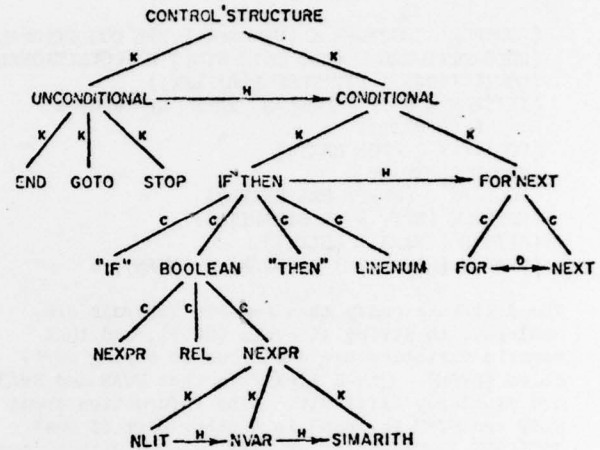 CONTROL'STRUCTURE
K K
UNCONDITIONAL H CONDITIONAL
K K K K K
END GOTO STOP IF'THEN H FOR'NEXT
C C C C C C
"IF" BOOLEAN "THEN" LINENUM FOR D NEXT
C C C
NEXPR REL NEXPR
K K K
NLIT H NVAR H SIMARITH